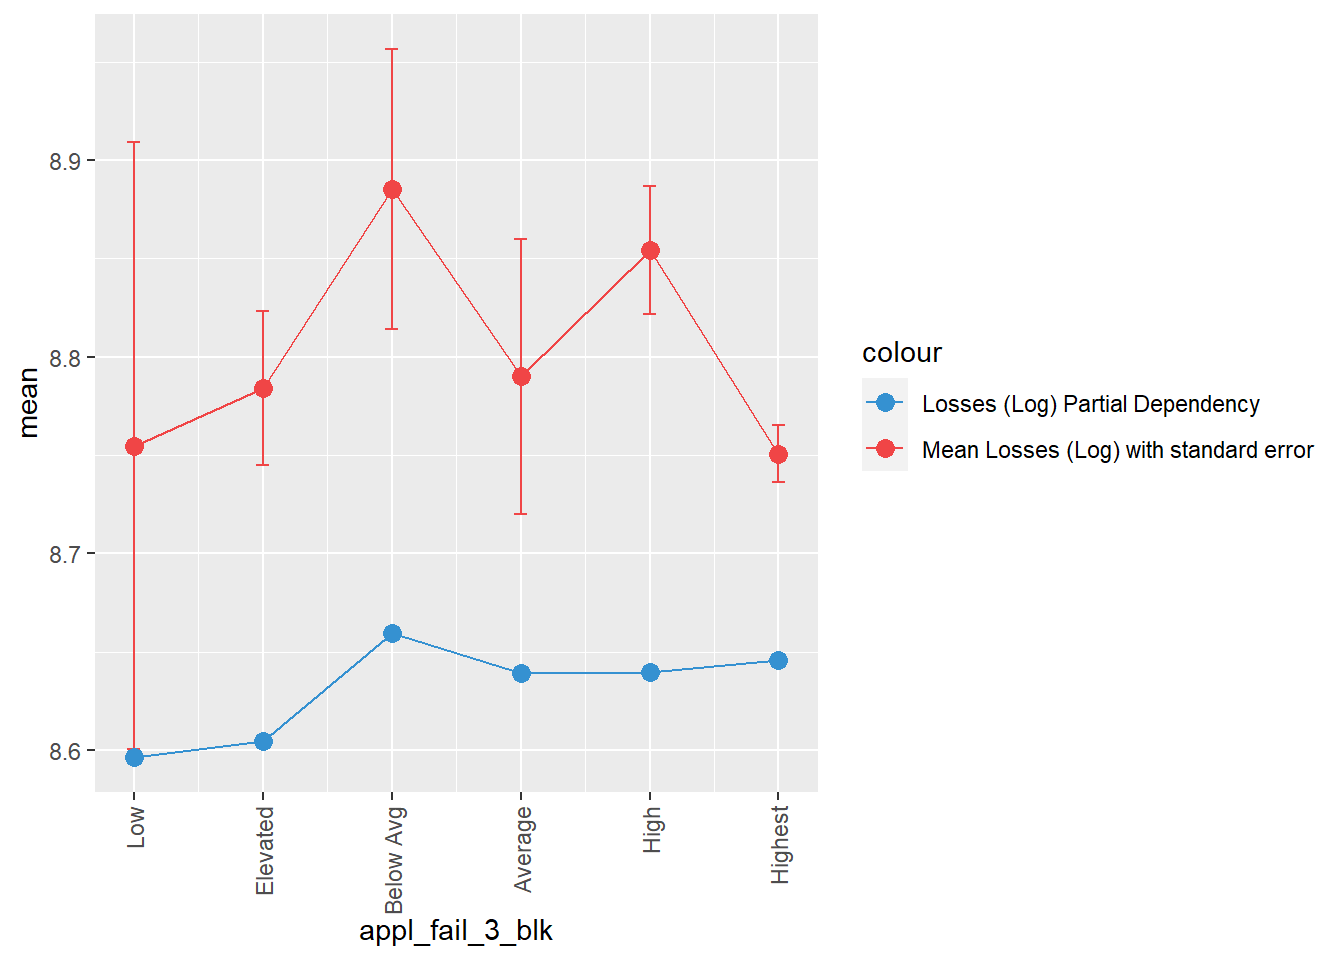 mean
8.9
8.8
8.7
8.6
Low
Elevated
Below Avg
Average
High
Highest
appl_fail_3_blk
colour
Losses (Log) Partial Dependency
Mean Losses (Log) with standard error